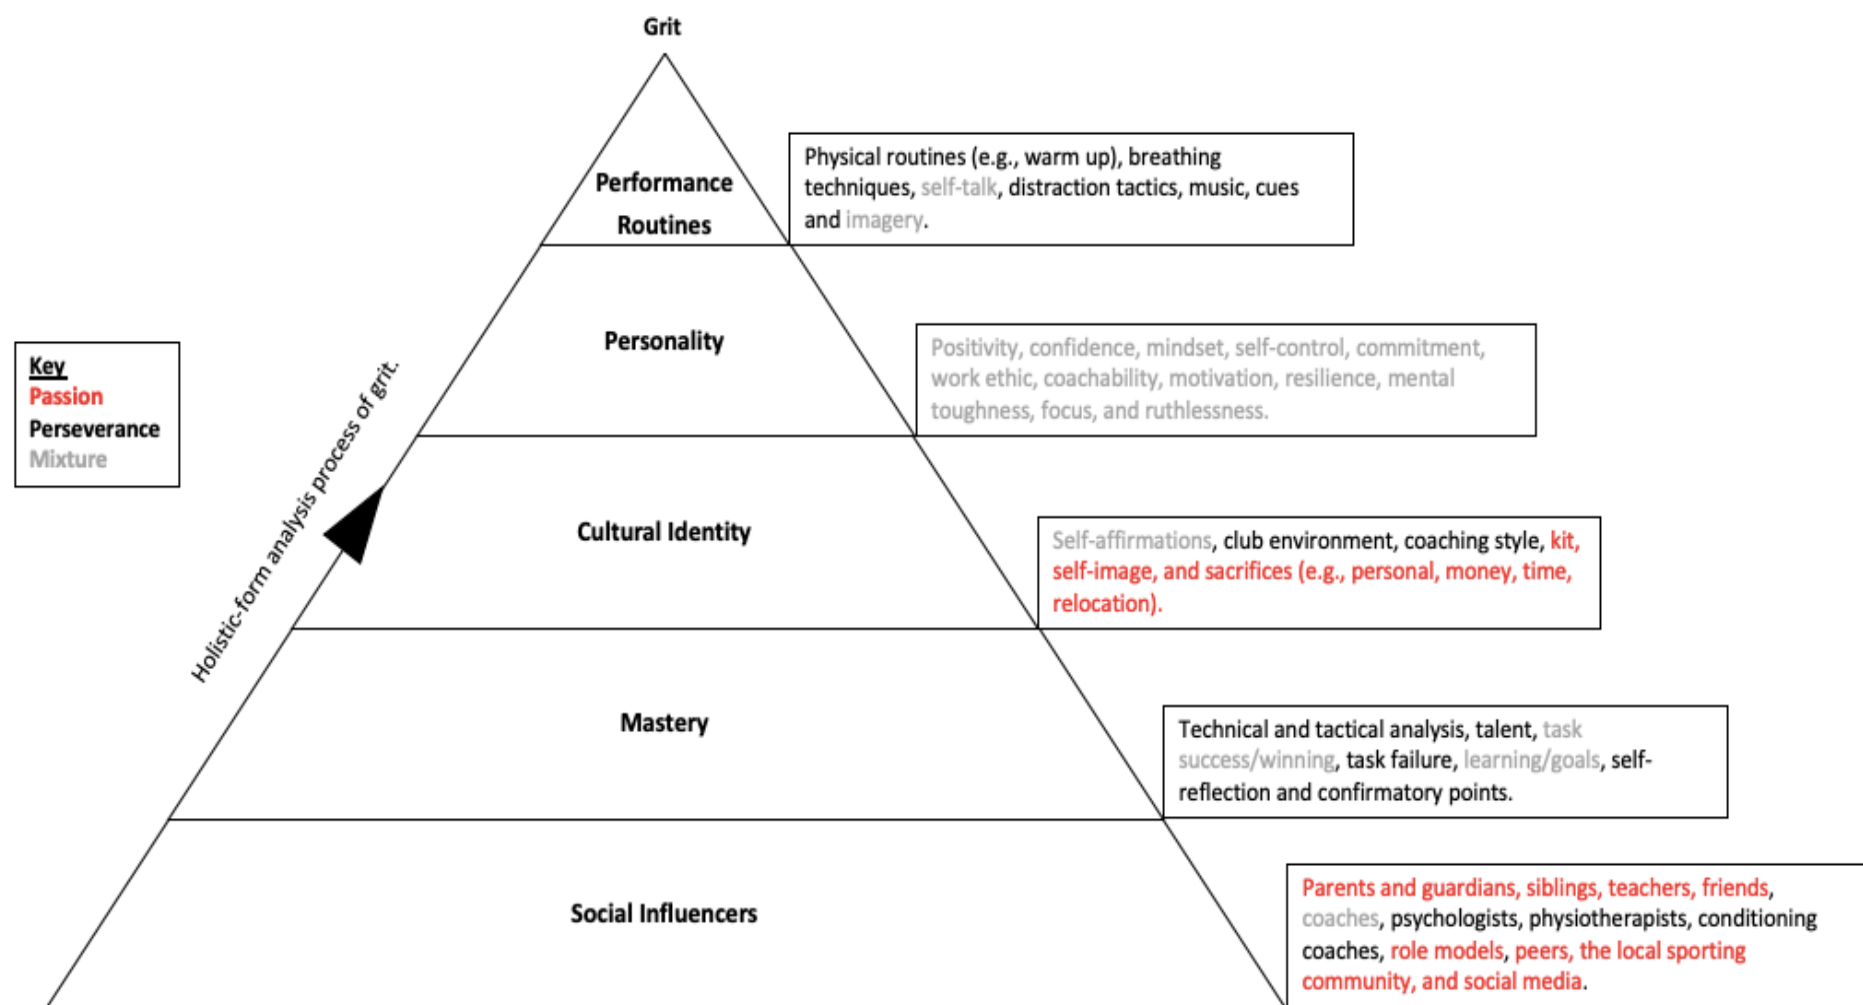 Grit
Performance
Routines
Physical routines (e.g., warm up), breathing
techniques, self-talk, distraction tactics, music, cues
and imagery.
Personality
Positivity, confidence, mindset, self-control, commitment,
work ethic, coachability, motivation, resilience, mental
toughness, focus, and ruthlessness.
Key
Passion
Perseverance
Mixture
Holistic-form analysis process of grit.
Cultural Identity
Self-affirmations, club environment, coaching style, kit,
self-image, and sacrifices (e.g., personal, money, time,
relocation).
Mastery
Technical and tactical analysis, talent, task
success/winning, task failure, learning/goals, self-
reflection and confirmatory points.
Social Influencers
Parents and guardians, siblings, teachers, friends,
coaches, psychologists, physiotherapists, conditioning
coaches, role models, peers, the local sporting
community, and social media.